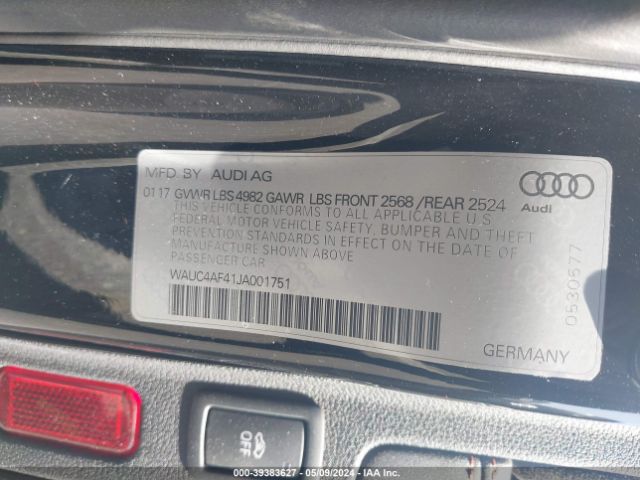 MFD. BY AUDI AG
01 17 GVWR LBS 4982 GAWR LBS FRONT 2568 /REAR 2524
THIS VEHICLE CONFORMS TO ALL APPLICABLE U.S.
FEDERAL MOTOR VEHICLE SAFETY, BUMPER AND THEFT
PREVENTION STANDARDS IN EFFECT ON THE DATE OF
MANUFACTURE SHOWN ABOVE
PASSENGER CAR
WAUC4AF41JA001751
Audi
0530677
GERMANY
OFF
000-39383627 - 05/09/2024 - IAA Inc.